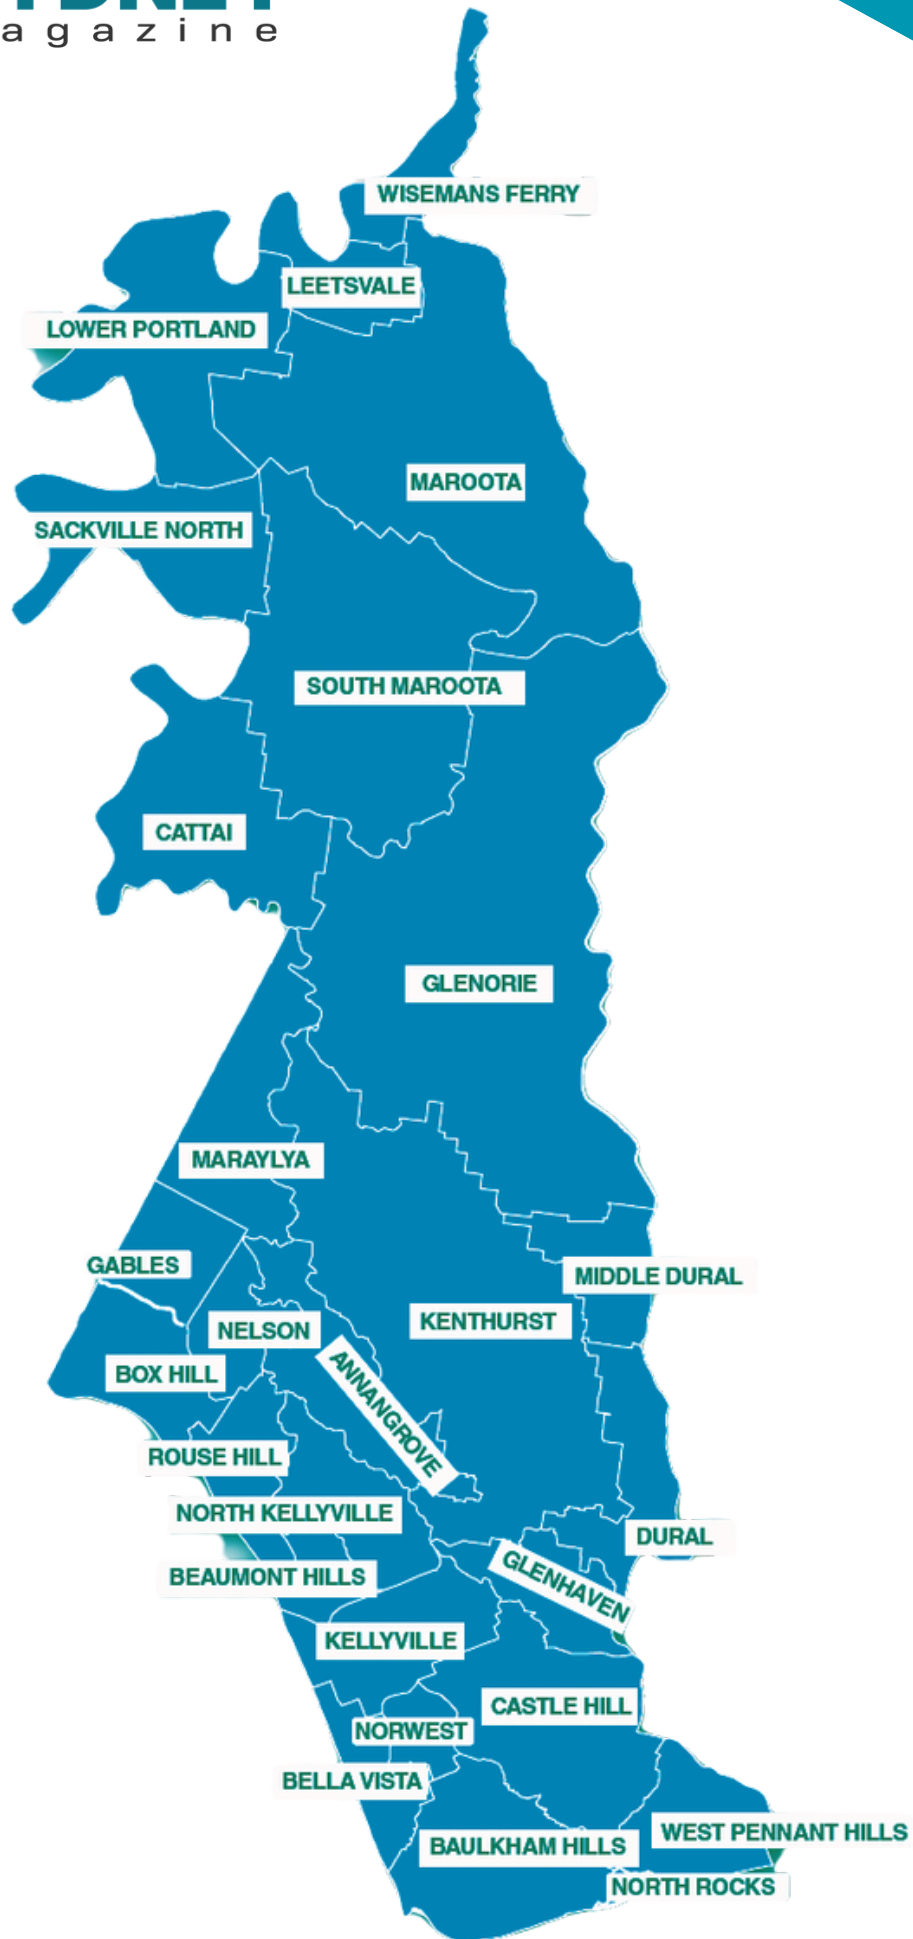 agazine
WISEMANS FERRY
LEETSVALE
LOWER PORTLAND
MAROOTA
SACKVILLE NORTH
SOUTH MAROOTA
CATTAI
GLENORIE
MARAYLYA
GABLES
MIDDLE DURAL
KENTHURST
NELSON
BOX HILL
ANNANGROVE
ROUSE HILL
NORTH KELLYVILLE
DURAL
BEAUMONT HILLS
GLENHAVEN
KELLYVILLE
CASTLE HILL
NORWEST
BELLA VISTA
WEST PENNANT HILLS
BAULKHAM HILLS
NORTH ROCKS